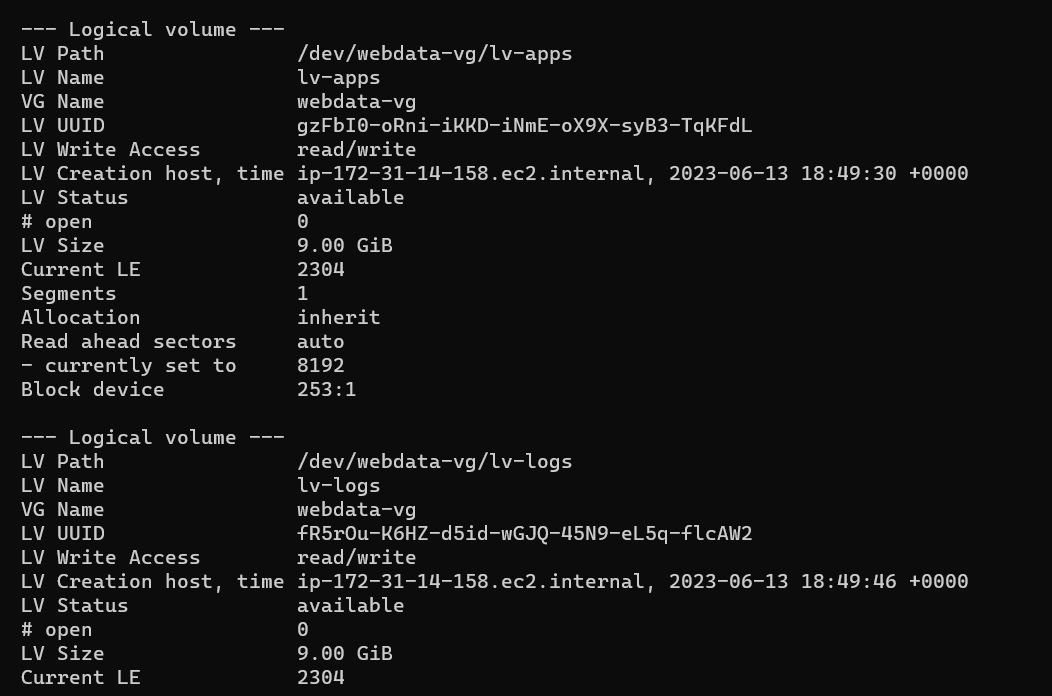 --- Logical volume ---
LV Path                /dev/webdata-vg/lv-apps
LV Name                lv-apps
VG Name                webdata-vg
LV UUID                gzFbI0-oRni-iKKD-iNmE-oX9X-syB3-TqKFdL
LV Write Access        read/write
LV Creation host, time ip-172-31-14-158.ec2.internal, 2023-06-13 18:49:30 +0000
LV Status              available
# open                 0
LV Size                9.00 GiB
Current LE             2304
Segments               1
Allocation             inherit
Read ahead sectors     auto
- currently set to     8192
Block device           253:1

--- Logical volume ---
LV Path                /dev/webdata-vg/lv-logs
LV Name                lv-logs
VG Name                webdata-vg
LV UUID                fR5rOu-K6HZ-d5id-wGJQ-45N9-eL5q-flcAW2
LV Write Access        read/write
LV Creation host, time ip-172-31-14-158.ec2.internal, 2023-06-13 18:49:46 +0000
LV Status              available
# open                 0
LV Size                9.00 GiB
Current LE             2304